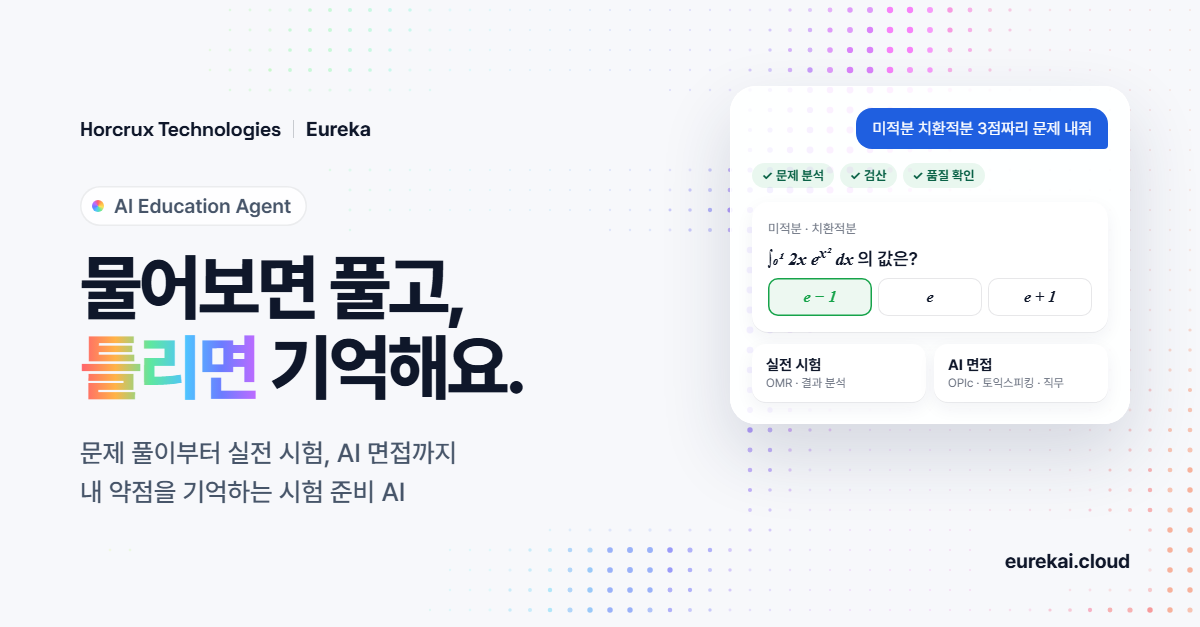 Horcrux Technologies | Eureka
AI Education Agent
물어보면 풀고,
틀리면 기억해요.
문제 풀이부터 실전 시험, AI 면접까지
내 약점을 기억하는 시험 준비 AI
미적분 치환적분 3점짜리 문제 내줘
✓ 문제 분석 ✓ 검산 ✓ 품질 확인
미적분 · 치환적분
∫₀¹ 2x eˣ² dx 의 값은?
e − 1 e e + 1
실전 시험
OMR · 결과 분석
AI 면접
OPIc · 토익스피킹 · 직무
eurekai.cloud